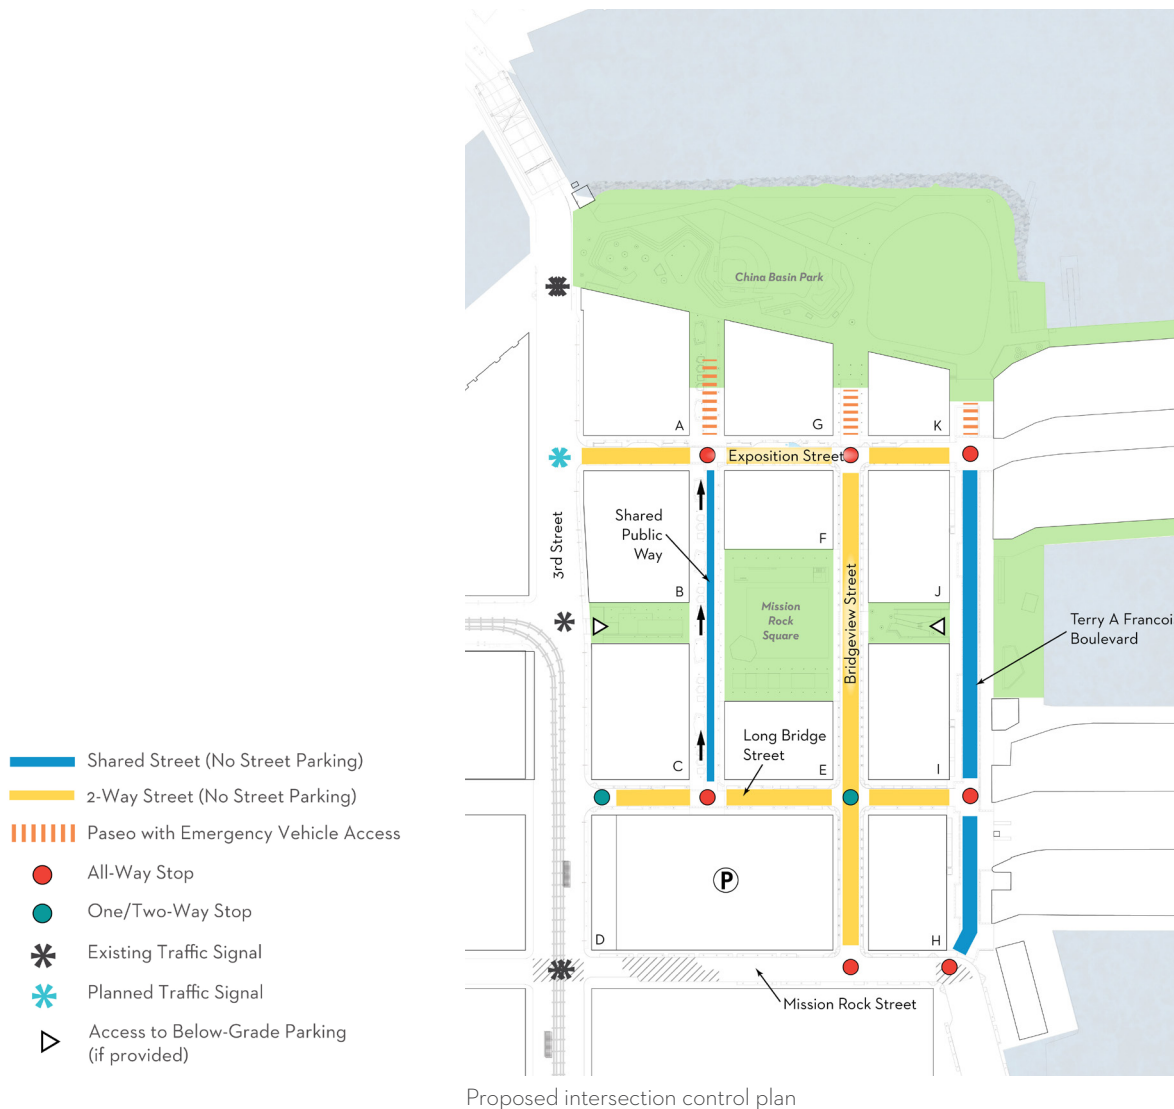 China Basin Park
A
G
K
Exposition Street
Shared
Public
Way
F
3rd Street
B
J
Mission
Rock
Square
Bridgeview Street
Terry A Francoi
Boulevard
Long Bridge
Street
C
E
I
P
D
H
Mission Rock Street
Shared Street (No Street Parking)
2-Way Street (No Street Parking)
Paseo with Emergency Vehicle Access
All-Way Stop
One/Two-Way Stop
Existing Traffic Signal
Planned Traffic Signal
Access to Below-Grade Parking
(if provided)
Proposed intersection control plan